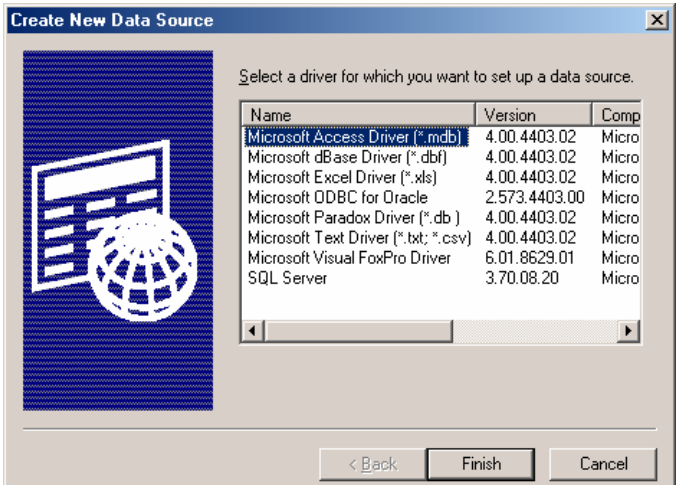 Create New Data Source
Select a driver for which you want to set up a data source.
Name Version Comp
Microsoft Access Driver (*.mdb) 4.00.4403.02 Micro
Microsoft dBase Driver (*.dbf) 4.00.4403.02 Micro
Microsoft Excel Driver (*.xls) 4.00.4403.02 Micro
Microsoft ODBC for Oracle 2.573.4403.00 Micro
Microsoft Paradox Driver (*.db ) 4.00.4403.02 Micro
Microsoft Text Driver (*.txt; *.csv) 4.00.4403.02 Micro
Microsoft Visual FoxPro Driver 6.01.8629.01 Micro
SQL Server 3.70.08.20 Micro
< Back Finish Cancel